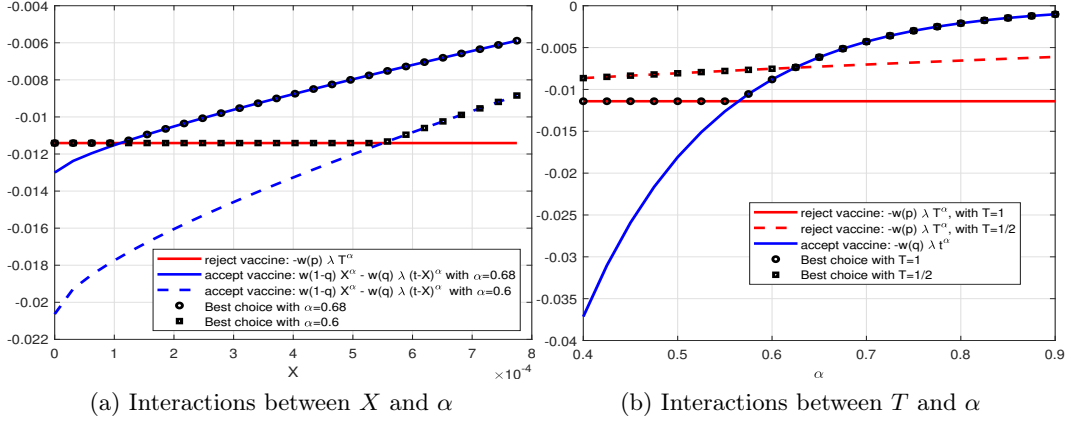 -0.004
-0.006
-0.008
-0.01
-0.012
-0.014
-0.016
-0.018
-0.02
-0.022
0 1 2 3 4 5 6 7 8
×10⁻⁴
X
reject vaccine: -w(p) λ T^α
accept vaccine: w(1-q) X^α - w(q) λ (t-X)^α with α=0.68
accept vaccine: w(1-q) X^α - w(q) λ (t-X)^α with α=0.6
Best choice with α=0.68
Best choice with α=0.6
(a) Interactions between X and α
0
-0.005
-0.01
-0.015
-0.02
-0.025
-0.03
-0.035
-0.04
0.4 0.5 0.6 0.7 0.8 0.9
α
reject vaccine: -w(p) λ T^α, with T=1
reject vaccine: -w(p) λ T^α, with T=1/2
accept vaccine: -w(q) λ t^α
Best choice with T=1
Best choice with T=1/2
(b) Interactions between T and α